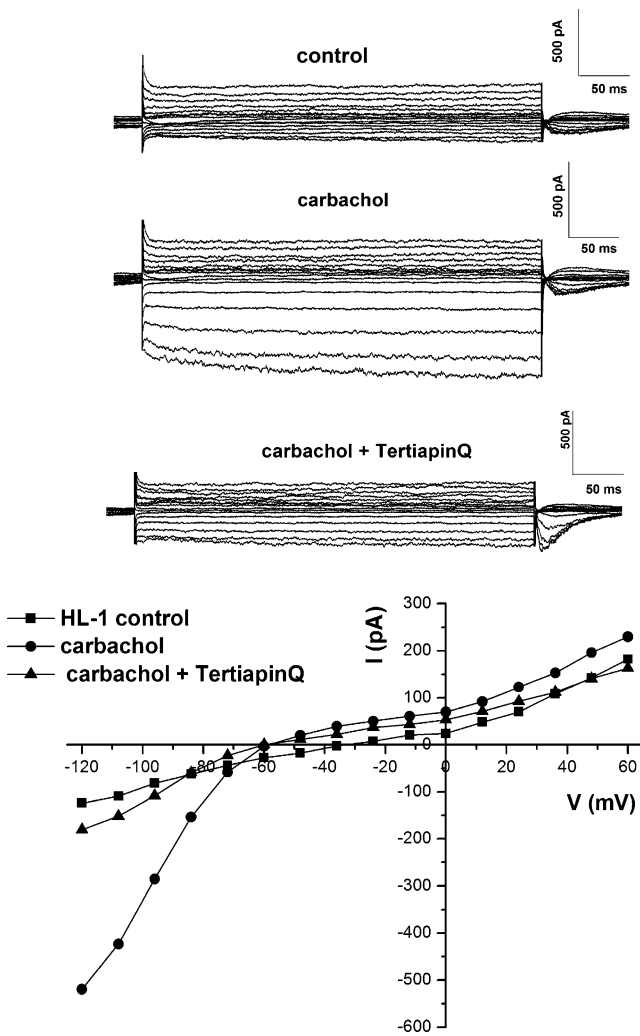 control
500 pA
50 ms
carbachol
500 pA
50 ms
carbachol + TertiapinQ
500 pA
50 ms
HL-1 control
carbachol
carbachol + TertiapinQ
I (pA)
300
200
100
0
-120 -100 -80 -60 -40 -20 0 20 40 60
V (mV)
-100
-200
-300
-400
-500
-600